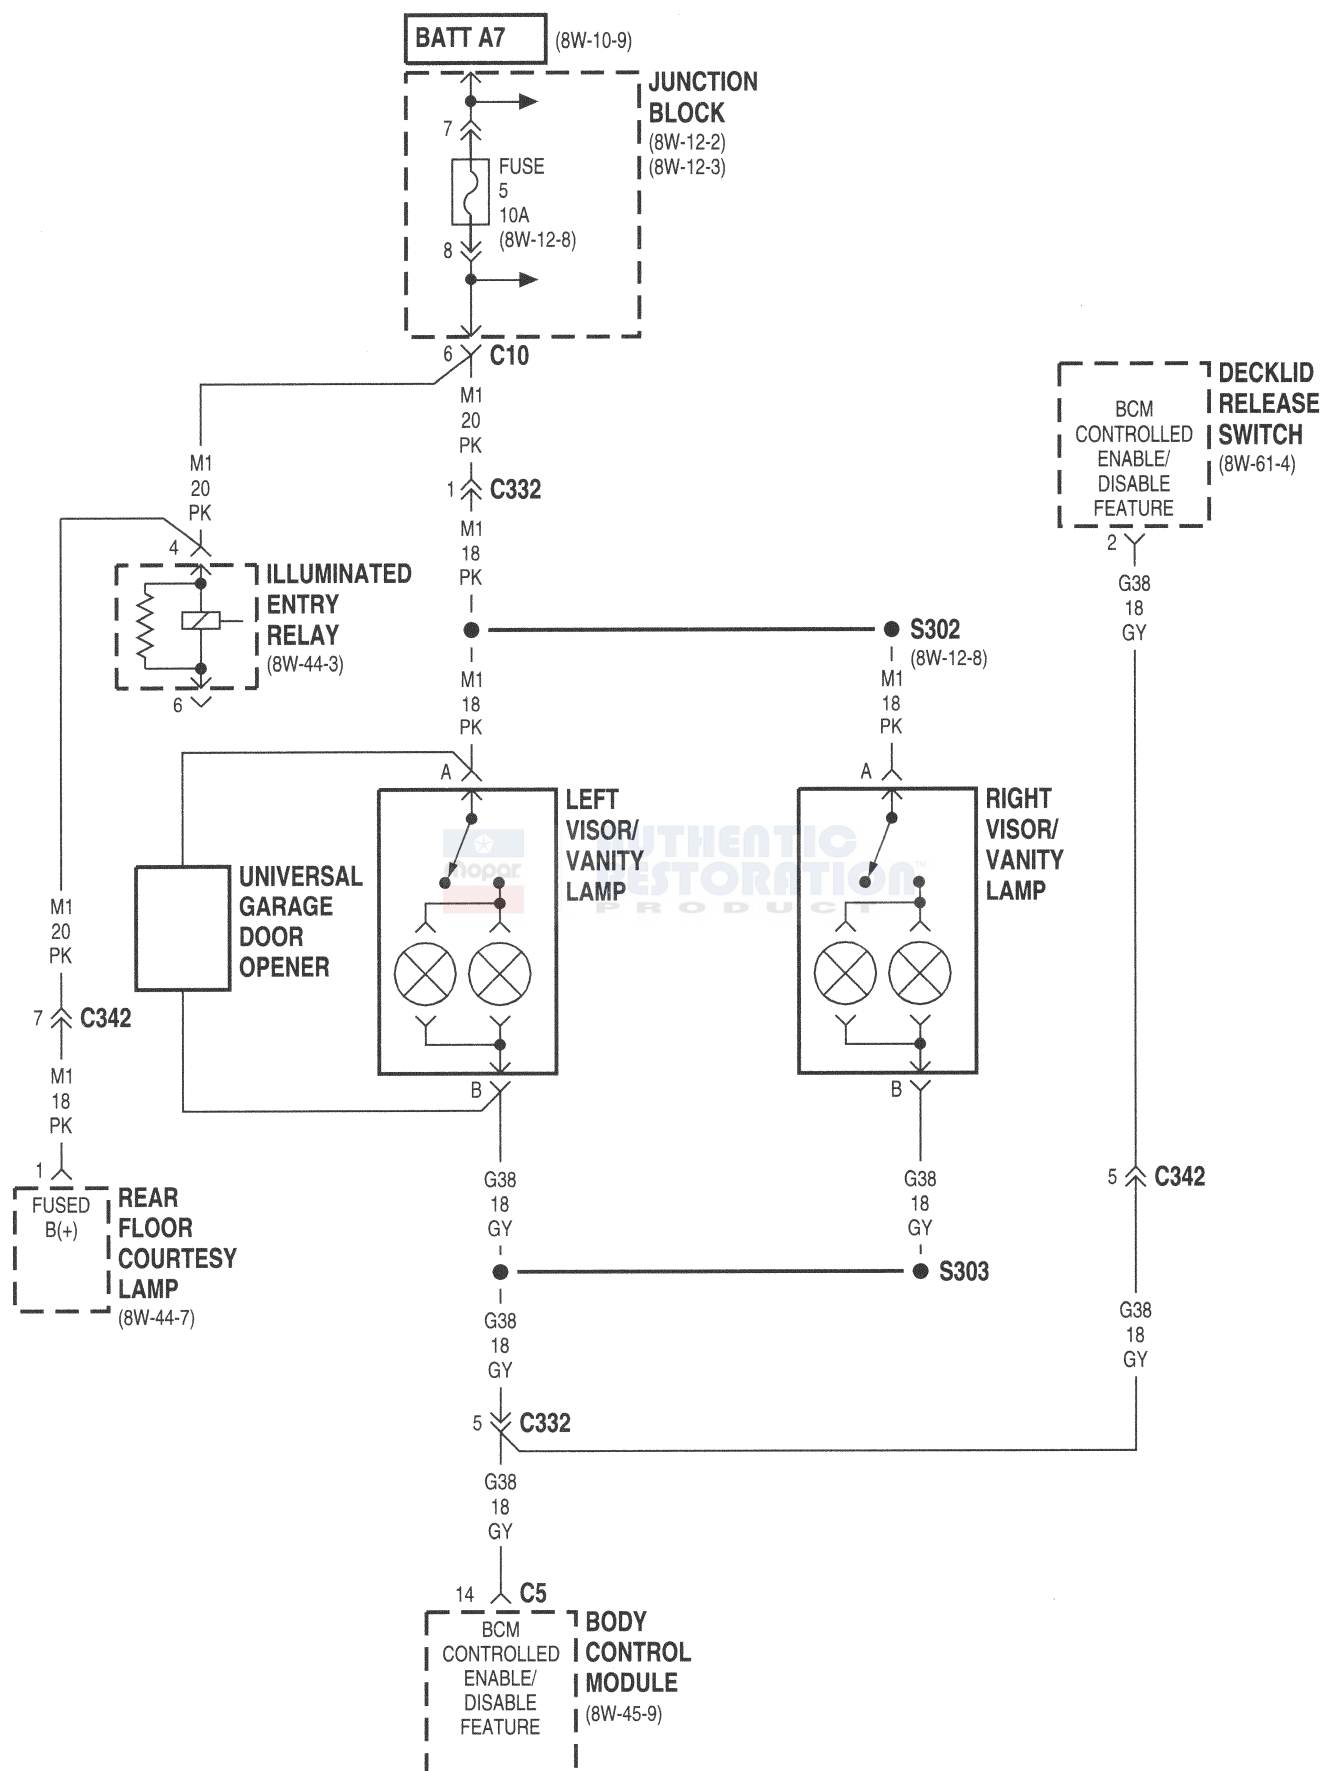 BATT A7
(8W-10-9)
JUNCTION
BLOCK
(8W-12-2)
(8W-12-3)
7
FUSE
5
10A
(8W-12-8)
8
6
C10
M1
20
PK
1
C332
M1
18
PK
M1
20
PK
4
ILLUMINATED
ENTRY
RELAY
(8W-44-3)
6
DECKLID
RELEASE
SWITCH
(8W-61-4)
BCM
CONTROLLED
ENABLE/
DISABLE
FEATURE
2
G38
18
GY
S302
(8W-12-8)
M1
18
PK
M1
18
PK
A
LEFT
VISOR/
VANITY
LAMP
A
RIGHT
VISOR/
VANITY
LAMP
mopar
AUTHENTIC
RESTORATION™
PRODUCT
UNIVERSAL
GARAGE
DOOR
OPENER
M1
20
PK
7
C342
M1
18
PK
1
FUSED
B(+)
REAR
FLOOR
COURTESY
LAMP
(8W-44-7)
B
G38
18
GY
B
G38
18
GY
5
C342
S303
G38
18
GY
G38
18
GY
5
C332
G38
18
GY
14
C5
BCM
CONTROLLED
ENABLE/
DISABLE
FEATURE
BODY
CONTROL
MODULE
(8W-45-9)